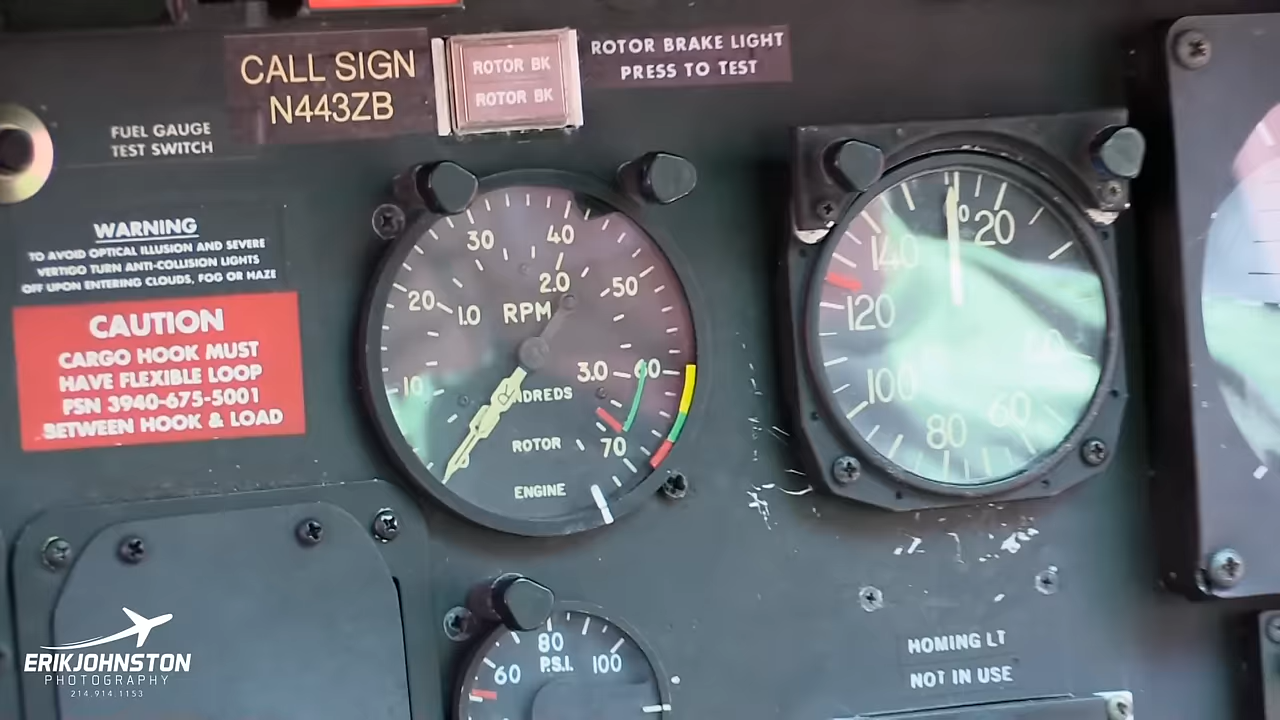 CALL SIGN
N443ZB
ROTOR BK
ROTOR BK
ROTOR BRAKE LIGHT
PRESS TO TEST
FUEL GAUGE
TEST SWITCH
WARNING
TO AVOID OPTICAL ILLUSION AND SEVERE
VERTIGO TURN ANTI-COLLISION LIGHTS
OFF UPON ENTERING CLOUDS, FOG OR HAZE
CAUTION
CARGO HOOK MUST
HAVE FLEXIBLE LOOP
PSN 3940-675-5001
BETWEEN HOOK & LOAD
30 40
2.0
20 1.0 RPM 50
3.0 60
10
ROTOR 70
ENGINE
20
140
120
100
80 60
80
60 P.S.I. 100
HOMING LT
NOT IN USE
ERIKJOHNSTON
PHOTOGRAPHY
214.914.1153